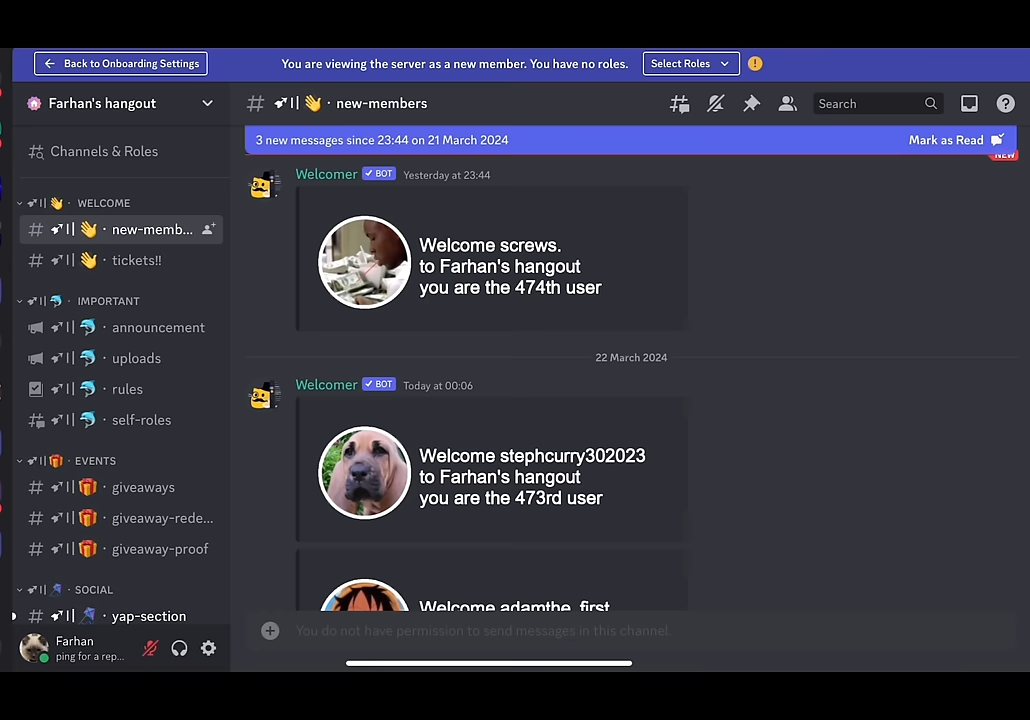 Back to Onboarding Settings
You are viewing the server as a new member. You have no roles.
Select Roles
Farhan's hangout
Channels & Roles
WELCOME
new-memb...
tickets!!
IMPORTANT
announcement
uploads
rules
self-roles
EVENTS
giveaways
giveaway-rede...
giveaway-proof
SOCIAL
yap-section
Farhan
ping for a rep...
new-members
Search
3 new messages since 23:44 on 21 March 2024
Mark as Read
NEW
Welcomer BOT Yesterday at 23:44
Welcome screws.
to Farhan's hangout
you are the 474th user
22 March 2024
Welcomer BOT Today at 00:06
Welcome stephcurry302023
to Farhan's hangout
you are the 473rd user
Welcome adamthe_first
You do not have permission to send messages in this channel.